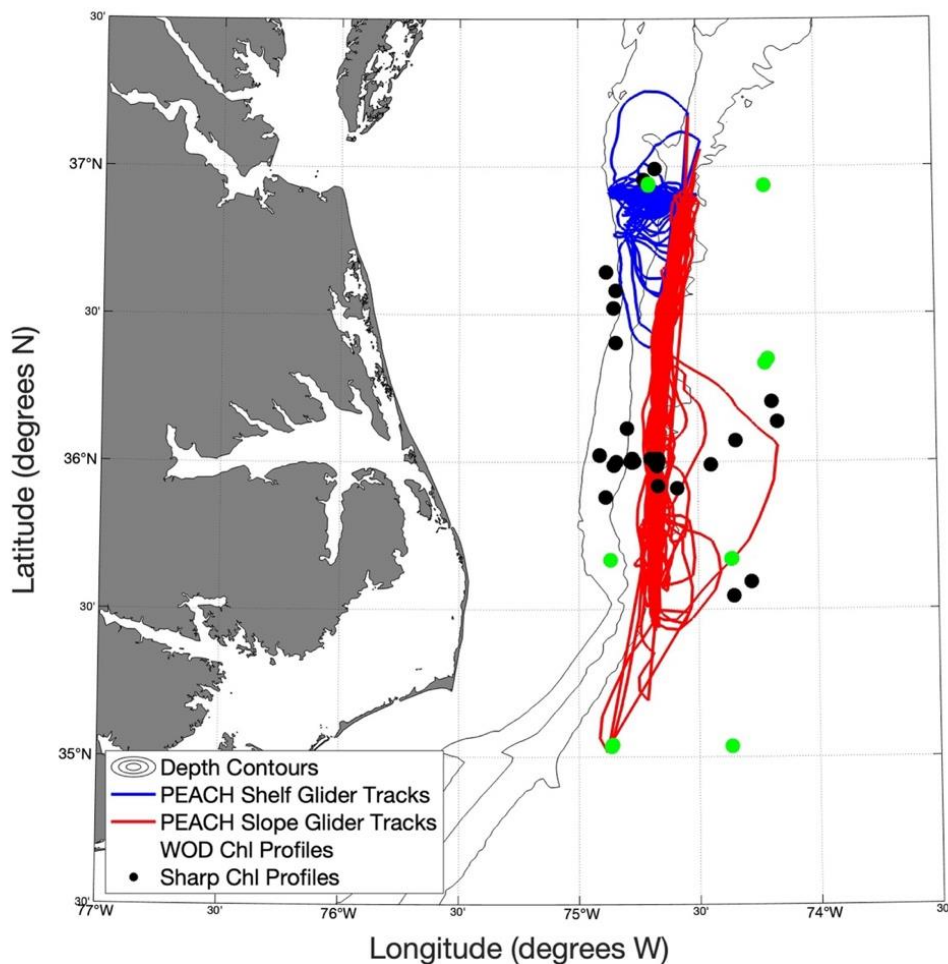 30'
37°N
30'
36°N
30'
35°N
30'
Latitude (degrees N)
Depth Contours
PEACH Shelf Glider Tracks
PEACH Slope Glider Tracks
WOD Chl Profiles
Sharp Chl Profiles
77°W 30' 76°W 30' 75°W 30' 74°W 30'
Longitude (degrees W)